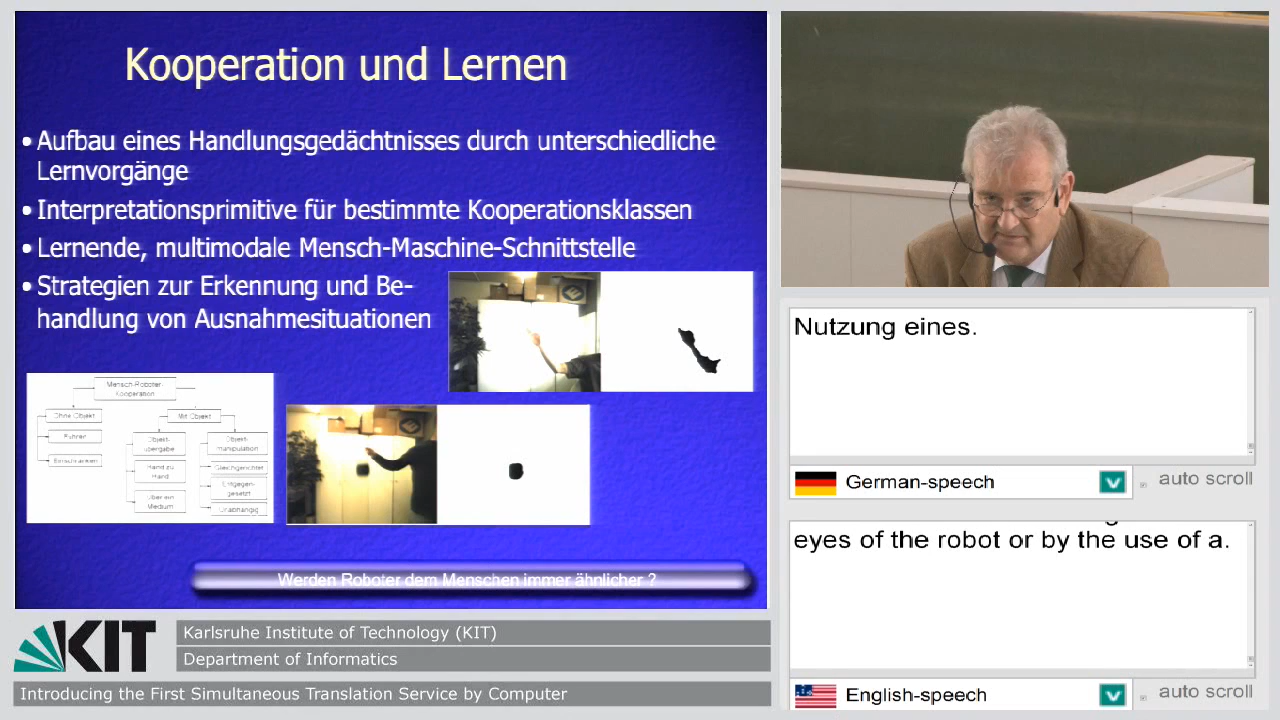 Kooperation und Lernen
• Aufbau eines Handlungsgedächtnisses durch unterschiedliche
Lernvorgänge
• Interpretationsprimitive für bestimmte Kooperationsklassen
• Lernende, multimodale Mensch-Maschine-Schnittstelle
• Strategien zur Erkennung und Be-
handlung von Ausnahmesituationen
Mensch-Roboter-
Kooperation
Ohne Objekt
Mit Objekt
Führen
Einschränken
Objekt-
übergabe
Hand zu
Hand
Über ein
Medium
Objekt-
manipulation
Gleichgerichtet
Entgegen-
gesetzt
Unabhängig
Werden Roboter dem Menschen immer ähnlicher ?
Nutzung eines.
German-speech
auto scroll
eyes of the robot or by the use of a.
English-speech
auto scroll
KIT
Karlsruhe Institute of Technology (KIT)
Department of Informatics
Introducing the First Simultaneous Translation Service by Computer